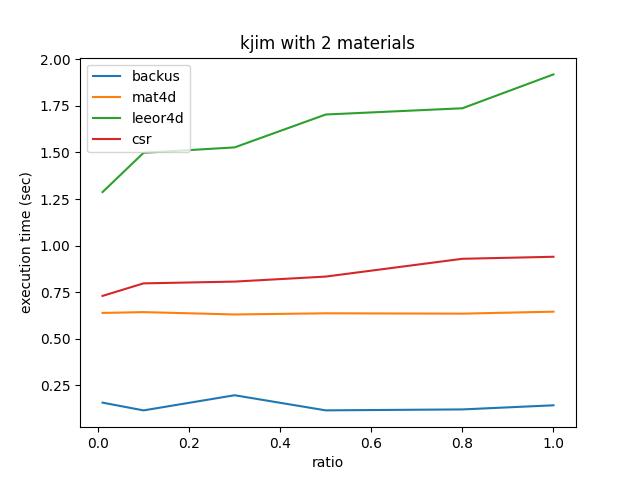 kjim with 2 materials
backus
mat4d
leeor4d
csr
execution time (sec)
2.00
1.75
1.50
1.25
1.00
0.75
0.50
0.25
0.0 0.2 0.4 0.6 0.8 1.0
ratio